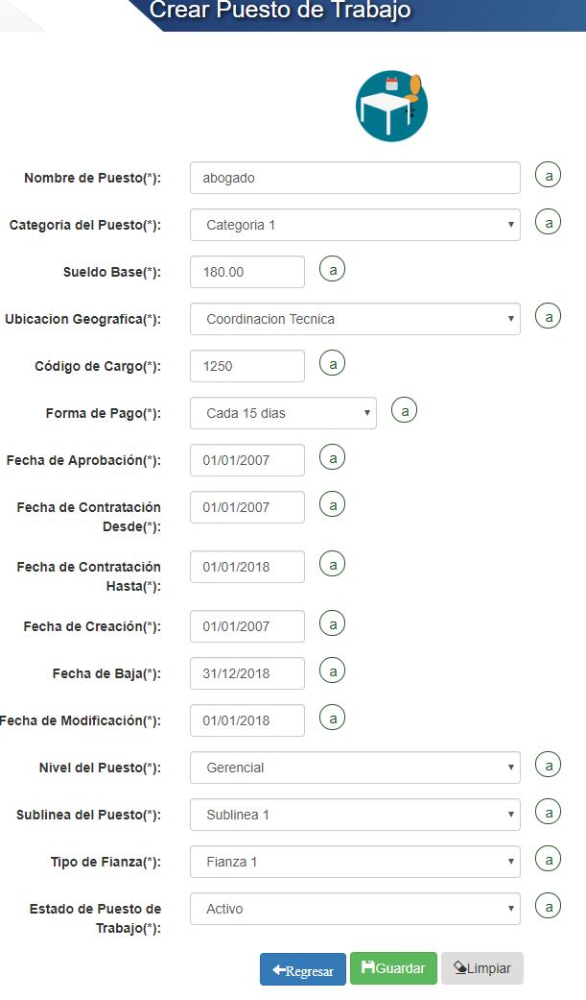 Crear Puesto de Trabajo
Nombre de Puesto(*): abogado a
Categoria del Puesto(*): Categoria 1 a
Sueldo Base(*): 180.00 a
Ubicacion Geografica(*): Coordinacion Tecnica a
Código de Cargo(*): 1250 a
Forma de Pago(*): Cada 15 dias a
Fecha de Aprobación(*): 01/01/2007 a
Fecha de Contratación
Desde(*): 01/01/2007 a
Fecha de Contratación
Hasta(*): 01/01/2018 a
Fecha de Creación(*): 01/01/2007 a
Fecha de Baja(*): 31/12/2018 a
Fecha de Modificación(*): 01/01/2018 a
Nivel del Puesto(*): Gerencial a
Sublinea del Puesto(*): Sublinea 1 a
Tipo de Fianza(*): Fianza 1 a
Estado de Puesto de
Trabajo(*): Activo a
Regresar Guardar Limpiar